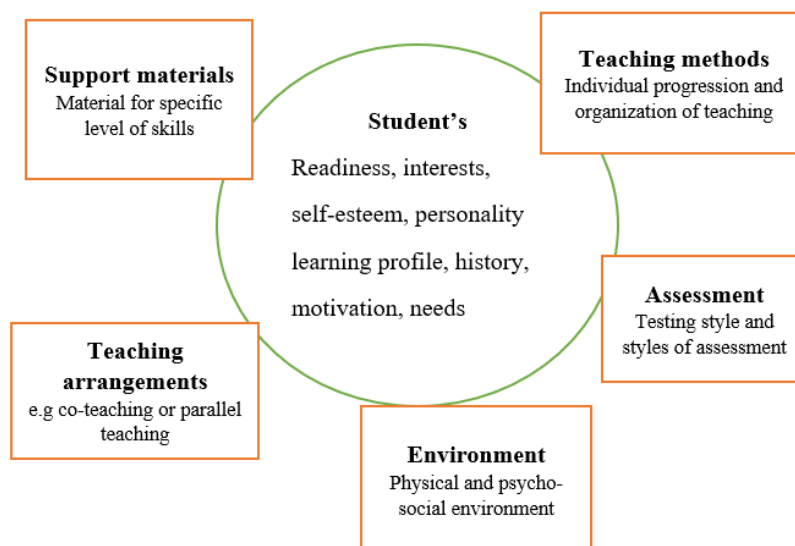 Support materials
Material for specific
level of skills
Teaching methods
Individual progression and
organization of teaching
Student’s
Readiness, interests,
self-esteem, personality
learning profile, history,
motivation, needs
Assessment
Testing style and
styles of assessment
Teaching
arrangements
e.g co-teaching or parallel
teaching
Environment
Physical and psycho-
social environment